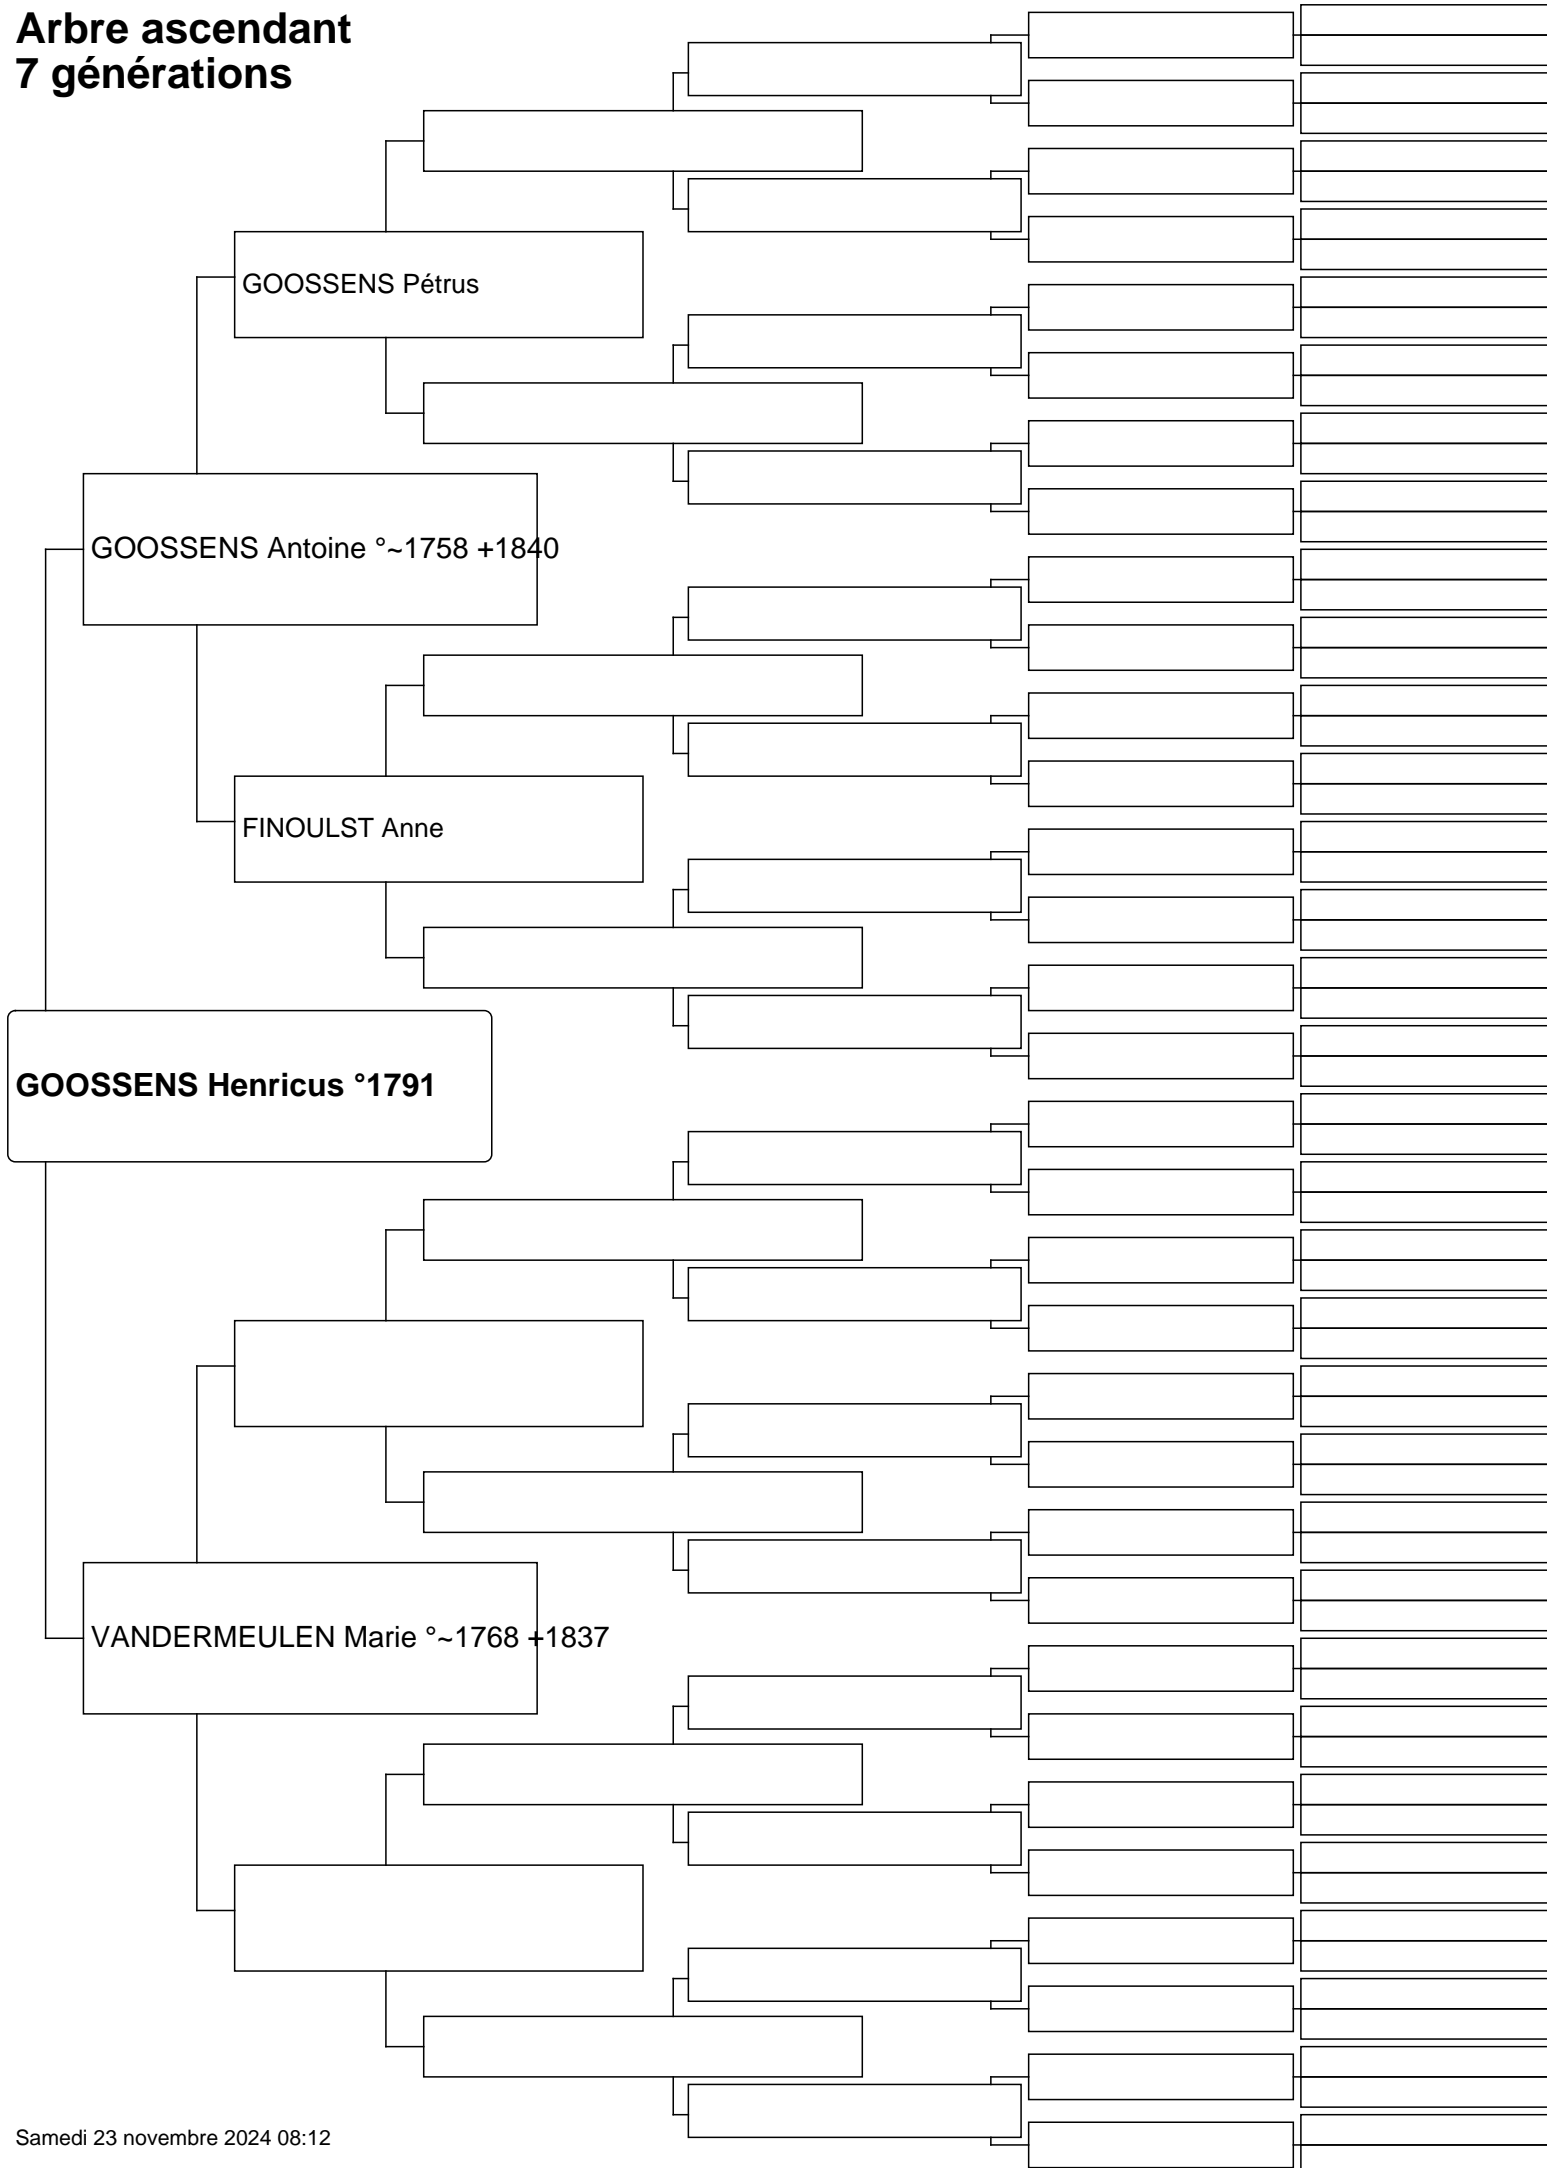 Arbre ascendant
7 générations
GOOSSENS Pétrus
GOOSSENS Antoine °~1758 +1840
FINOULST Anne
GOOSSENS Henricus °1791
VANDERMEULEN Marie °~1768 +1837
Samedi 23 novembre 2024 08:12